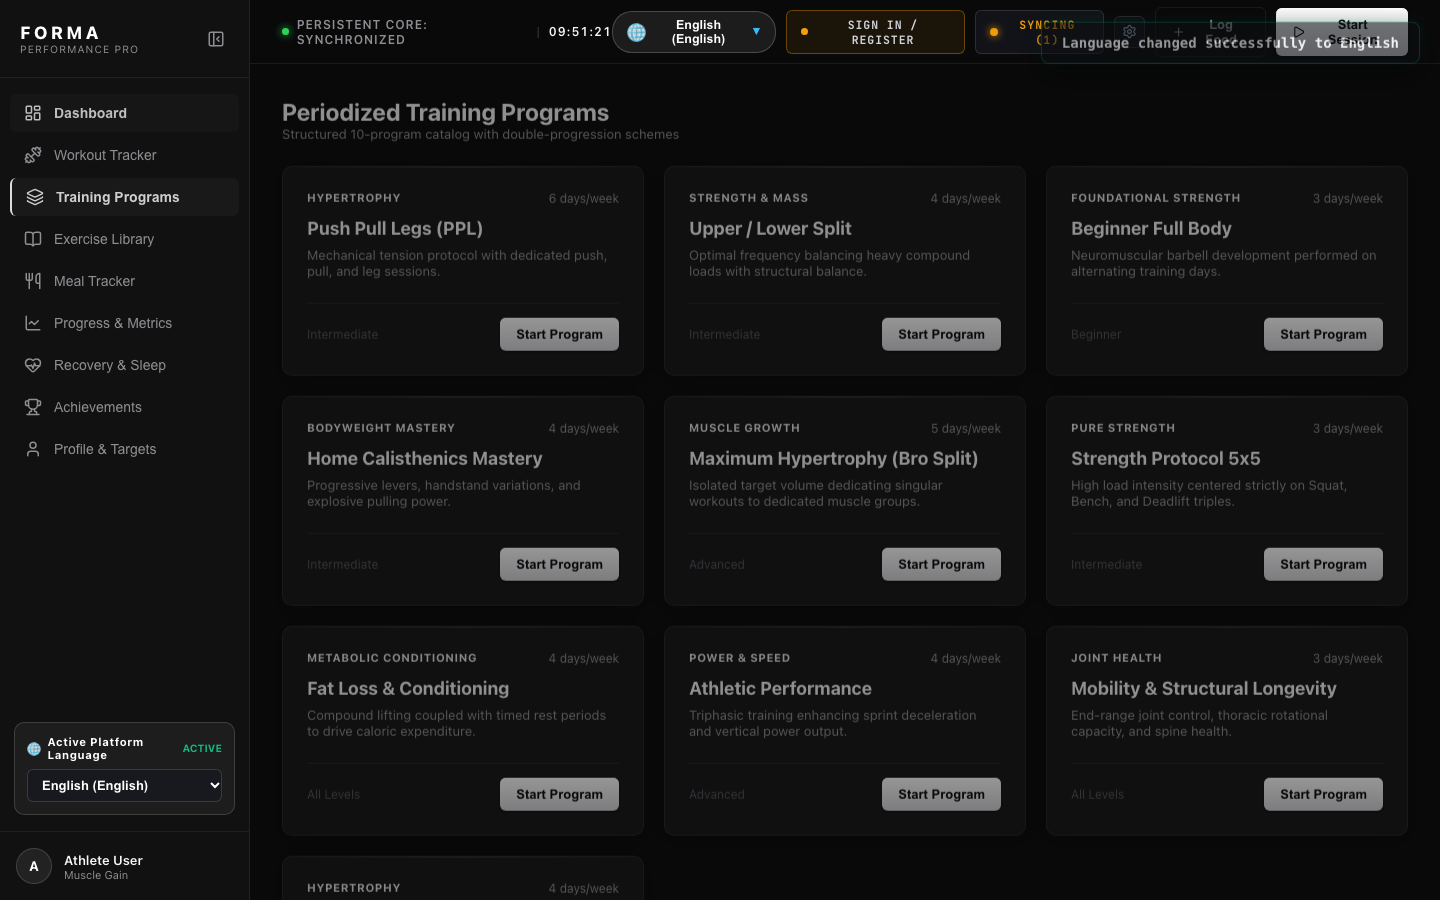 FORMA
PERFORMANCE PRO
Dashboard
Workout Tracker
Training Programs
Exercise Library
Meal Tracker
Progress & Metrics
Recovery & Sleep
Achievements
Profile & Targets
Active Platform
Language
ACTIVE
English (English)
A
Athlete User
Muscle Gain
PERSISTENT CORE:
SYNCHRONIZED
09:51:21
English
(English)
SIGN IN /
REGISTER
SYNCING
(1)
Log
Food
Start
Session
Language changed successfully to English
Periodized Training Programs
Structured 10-program catalog with double-progression schemes
HYPERTROPHY
6 days/week
Push Pull Legs (PPL)
Mechanical tension protocol with dedicated push,
pull, and leg sessions.
Intermediate
Start Program
STRENGTH & MASS
4 days/week
Upper / Lower Split
Optimal frequency balancing heavy compound
loads with structural balance.
Intermediate
Start Program
FOUNDATIONAL STRENGTH
3 days/week
Beginner Full Body
Neuromuscular barbell development performed on
alternating training days.
Beginner
Start Program
BODYWEIGHT MASTERY
4 days/week
Home Calisthenics Mastery
Progressive levers, handstand variations, and
explosive pulling power.
Intermediate
Start Program
MUSCLE GROWTH
5 days/week
Maximum Hypertrophy (Bro Split)
Isolated target volume dedicating singular
workouts to dedicated muscle groups.
Advanced
Start Program
PURE STRENGTH
3 days/week
Strength Protocol 5x5
High load intensity centered strictly on Squat,
Bench, and Deadlift triples.
Intermediate
Start Program
METABOLIC CONDITIONING
4 days/week
Fat Loss & Conditioning
Compound lifting coupled with timed rest periods
to drive caloric expenditure.
All Levels
Start Program
POWER & SPEED
4 days/week
Athletic Performance
Triphasic training enhancing sprint deceleration
and vertical power output.
Advanced
Start Program
JOINT HEALTH
3 days/week
Mobility & Structural Longevity
End-range joint control, thoracic rotational
capacity, and spine health.
All Levels
Start Program
HYPERTROPHY
4 days/week